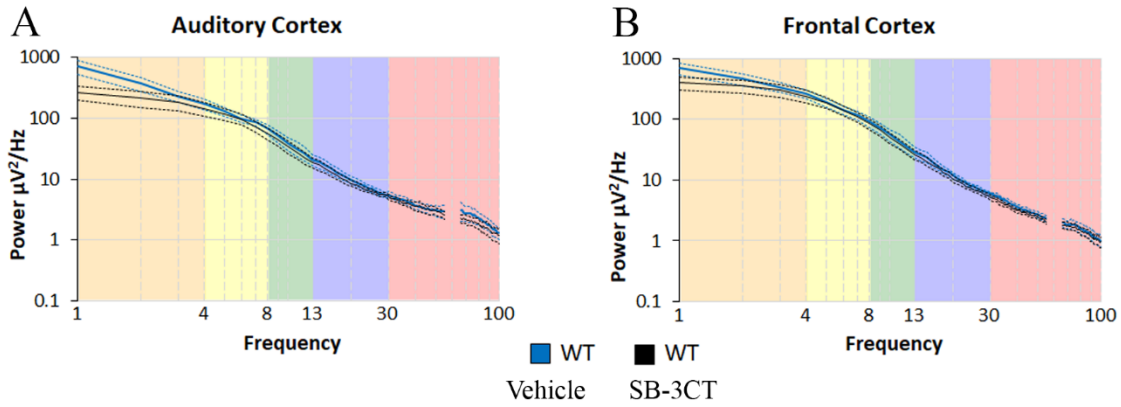 A
Auditory Cortex
Power µV²/Hz
1000
100
10
1
0.1
1
4
8
13
30
100
Frequency
B
Frontal Cortex
Power µV²/Hz
1000
100
10
1
0.1
1
4
8
13
30
100
Frequency
WT WT
Vehicle SB-3CT